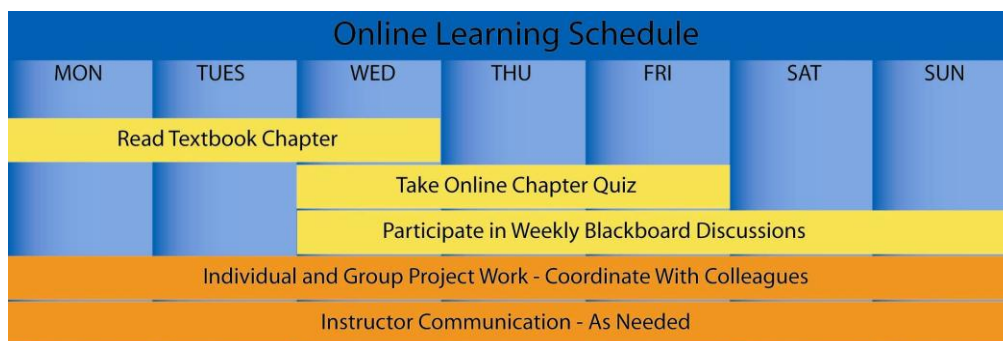 Online Learning Schedule
MON TUES WED THU FRI SAT SUN
Read Textbook Chapter
Take Online Chapter Quiz
Participate in Weekly Blackboard Discussions
Individual and Group Project Work - Coordinate With Colleagues
Instructor Communication - As Needed